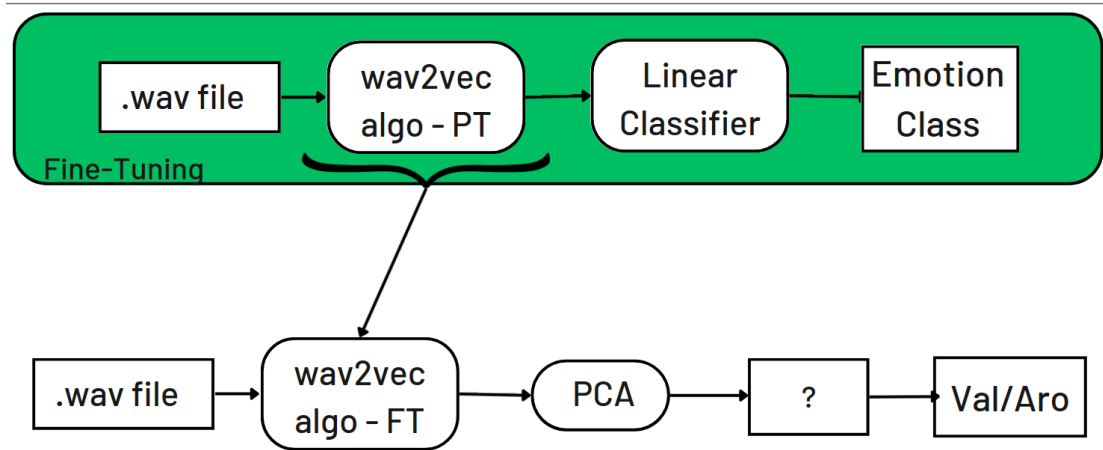 .wav file
wav2vec
algo - PT
Linear
Classifier
Emotion
Class
Fine-Tuning
.wav file
wav2vec
algo - FT
PCA
?
Val/Aro